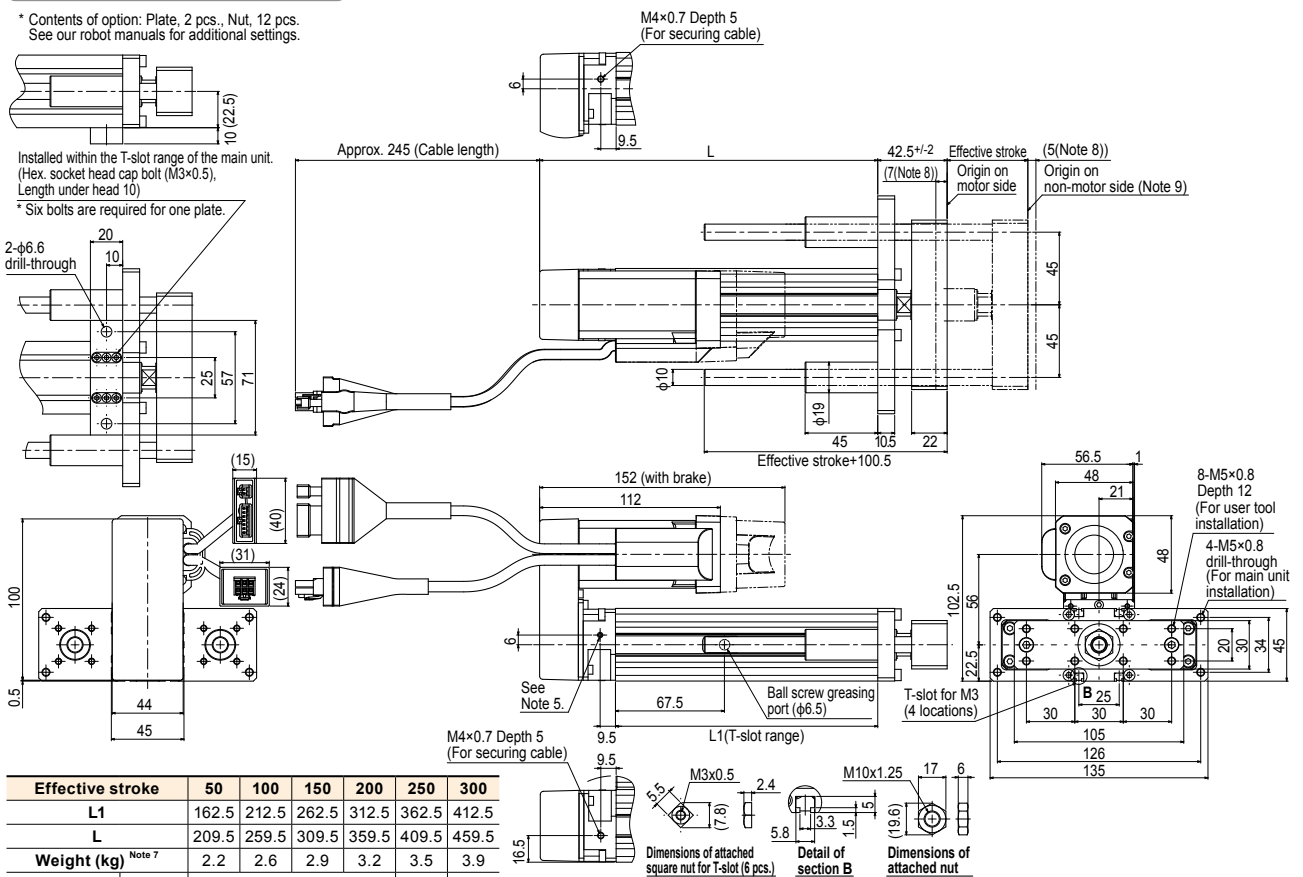 * Contents of option: Plate, 2 pcs., Nut, 12 pcs.
See our robot manuals for additional settings.
10 (22.5)
Installed within the T-slot range of the main unit.
(Hex. socket head cap bolt (M3×0.5),
Length under head 10)
* Six bolts are required for one plate.
20
10
2-φ6.6
drill-through
25
57
71
M4×0.7 Depth 5
(For securing cable)
6
9.5
Approx. 245 (Cable length)
L
42.5+/-2
Effective stroke
(5(Note 8))
(7(Note 8))
Origin on
motor side
Origin on
non-motor side (Note 9)
45
45
φ10
φ19
45
10.5
22
Effective stroke+100.5
(15)
(40)
(31)
(24)
100
0.5
44
45
152 (with brake)
112
6
See
Note 5.
67.5
Ball screw greasing
port (φ6.5)
9.5
L1(T-slot range)
56.5
1
48
21
8-M5×0.8
Depth 12
(For user tool
installation)
4-M5×0.8
drill-through
(For main unit
installation)
48
102.5
56
22.5
20
30
34
45
T-slot for M3
(4 locations)
B
25
30
30
30
105
126
135
M4×0.7 Depth 5
(For securing cable)
9.5
16.5
M3x0.5
5.5
(7.8)
2.4
Dimensions of attached
square nut for T-slot (6 pcs.)
5
1.5
3.3
5.8
Detail of
section B
M10x1.25
17
6
(19.6)
Dimensions of
attached nut
Effective stroke 50 100 150 200 250 300
L1 162.5 212.5 262.5 312.5 362.5 412.5
L 209.5 259.5 309.5 359.5 409.5 459.5
Weight (kg) Note 7 2.2 2.6 2.9 3.2 3.5 3.9